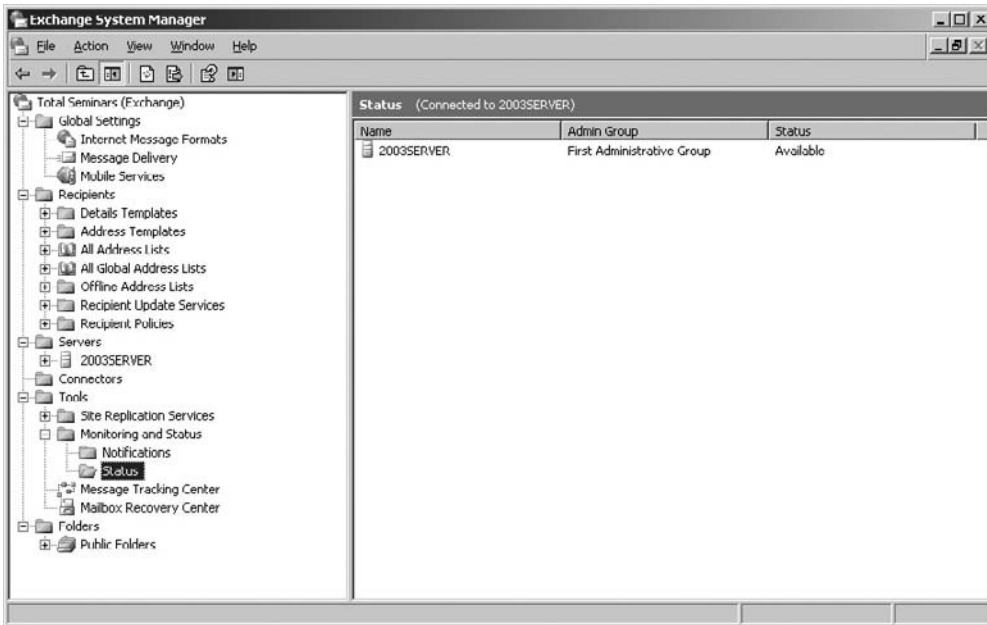 Exchange System Manager
File Action View Window Help
Total Seminars (Exchange)
Global Settings
Internet Message Formats
Message Delivery
Mobile Services
Recipients
Details Templates
Address Templates
All Address Lists
All Global Address Lists
Offline Address Lists
Recipient Update Services
Recipient Policies
Servers
2003SERVER
Connectors
Tools
Site Replication Services
Monitoring and Status
Notifications
Status
Message Tracking Center
Mailbox Recovery Center
Folders
Public Folders
Status (Connected to 2003SERVER)
Name Admin Group Status
2003SERVER First Administrative Group Available